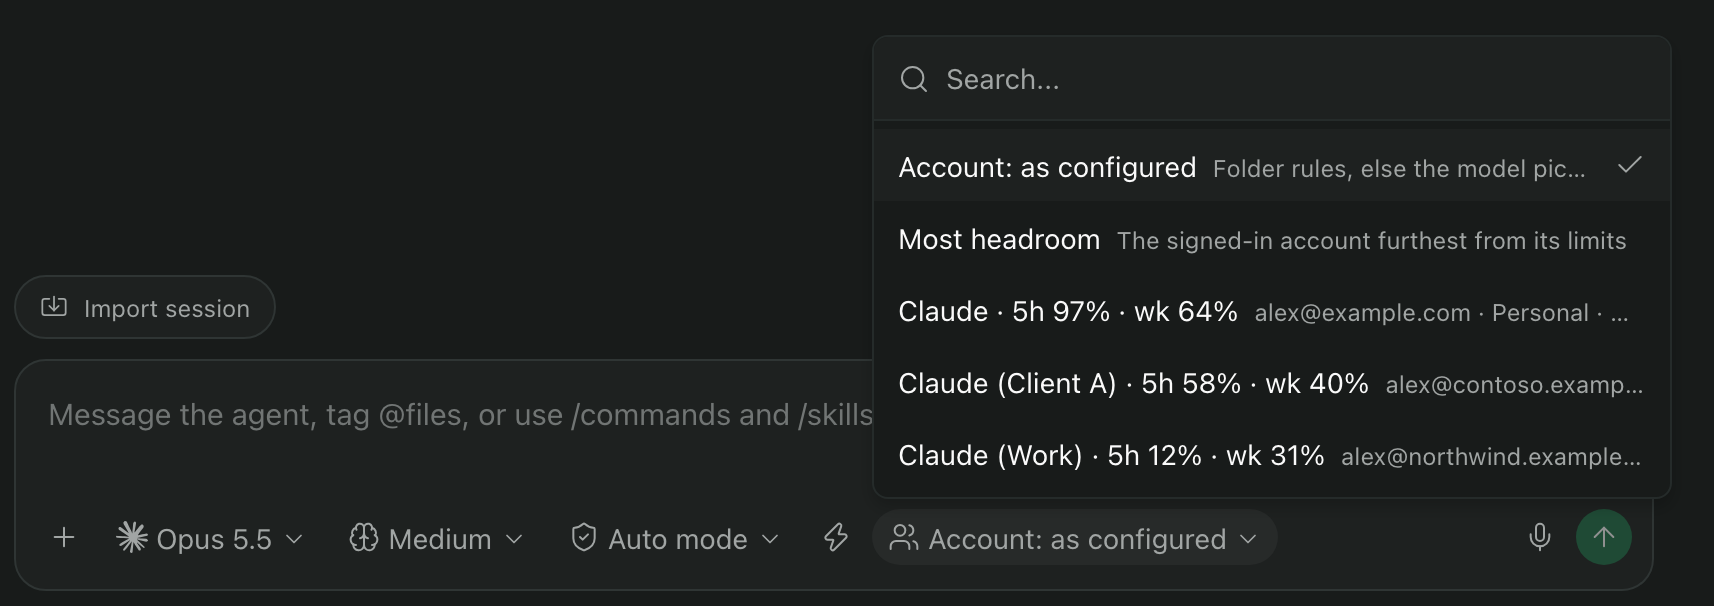 Search...
Account: as configured Folder rules, else the model pic...
Most headroom The signed-in account furthest from its limits
Claude · 5h 97% · wk 64% alex@example.com · Personal · ...
Claude (Client A) · 5h 58% · wk 40% alex@contoso.examp...
Claude (Work) · 5h 12% · wk 31% alex@northwind.example...
Import session
Message the agent, tag @files, or use /commands and /skills
Opus 5.5 Medium Auto mode Account: as configured